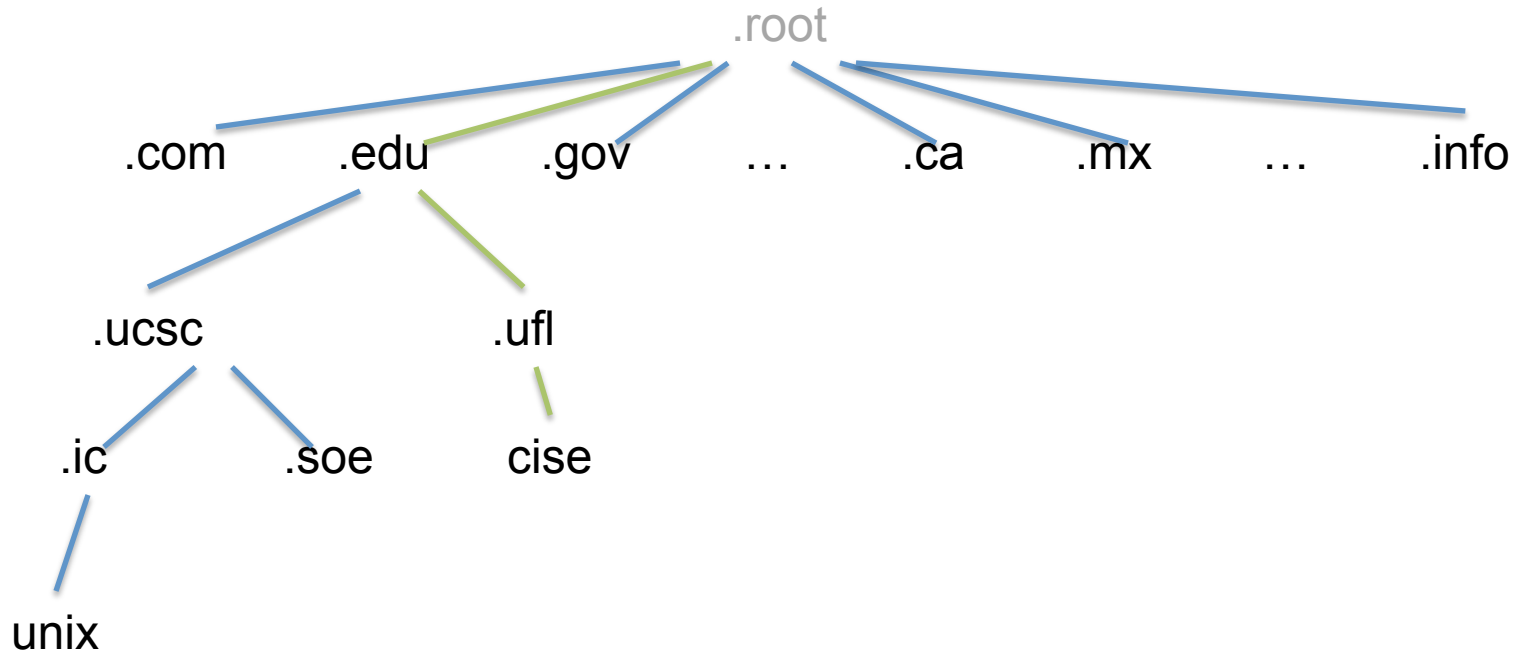 .root
.com .edu .gov … .ca .mx … .info
.ucsc .ufl
.ic .soe cise
unix